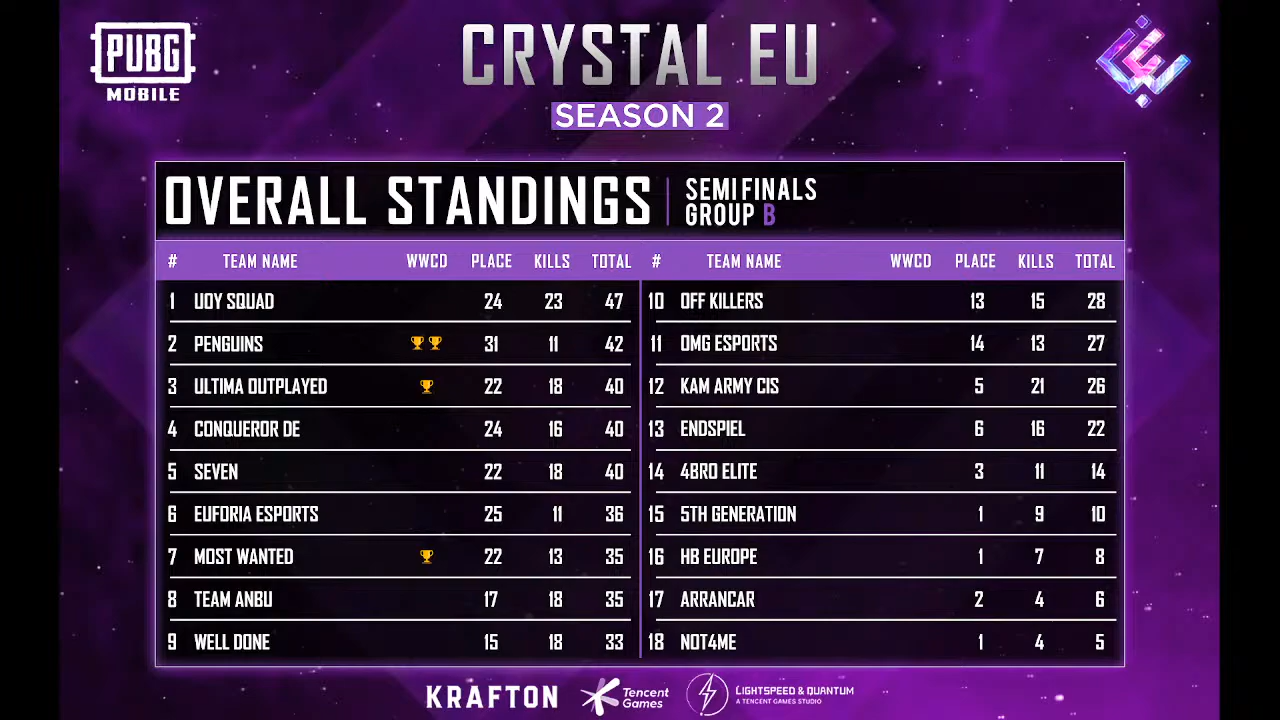 PUBG
MOBILE
CRYSTAL EU
SEASON 2
OVERALL STANDINGS
SEMIFINALS
GROUP B
# TEAM NAME WWCD PLACE KILLS TOTAL # TEAM NAME WWCD PLACE KILLS TOTAL
1 UOY SQUAD 24 23 47
2 PENGUINS 31 11 42
3 ULTIMA OUTPLAYED 22 18 40
4 CONQUEROR DE 24 16 40
5 SEVEN 22 18 40
6 EUFORIA ESPORTS 25 11 36
7 MOST WANTED 22 13 35
8 TEAM ANBU 17 18 35
9 WELL DONE 15 18 33
10 OFF KILLERS 13 15 28
11 OMG ESPORTS 14 13 27
12 KAM ARMY CIS 5 21 26
13 ENDSPIEL 6 16 22
14 4BRO ELITE 3 11 14
15 5TH GENERATION 1 9 10
16 HB EUROPE 1 7 8
17 ARRANCAR 2 4 6
18 NOT4ME 1 4 5
KRAFTON
Tencent
Games
LIGHTSPEED & QUANTUM
A TENCENT GAMES STUDIO